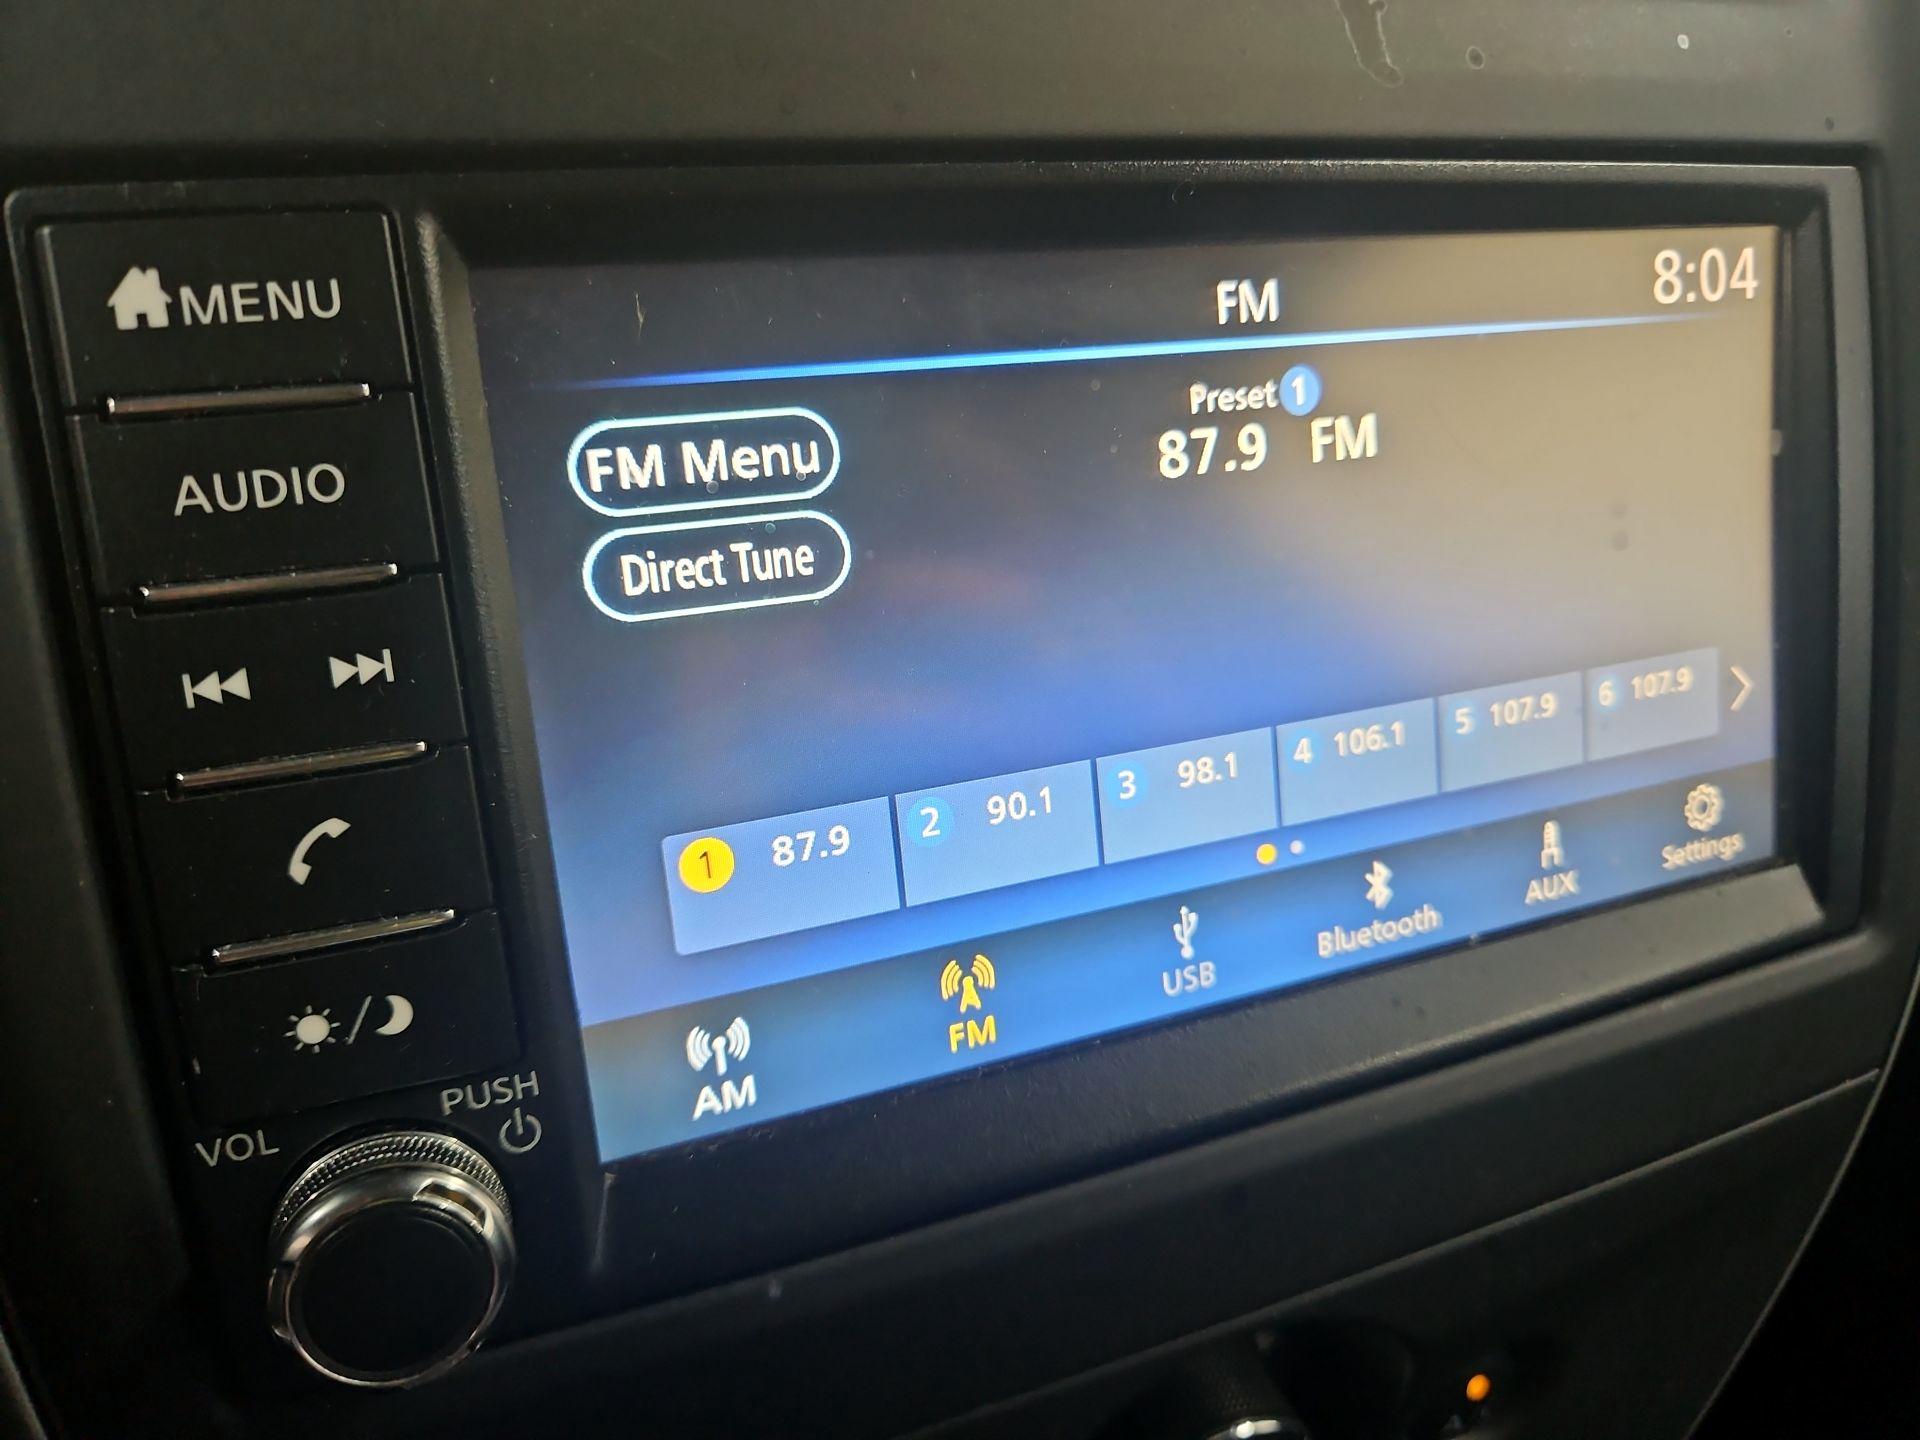 MENU
AUDIO
VOL
PUSH
FM
8:04
Preset 1
87.9 FM
FM Menu
Direct Tune
1 87.9
2 90.1
3 98.1
4 106.1
5 107.9
6 107.9
AM
FM
USB
Bluetooth
AUX
Settings